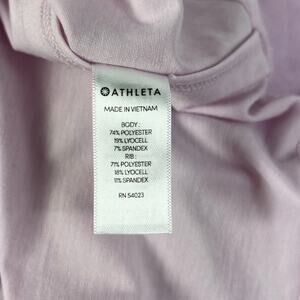 ATHLETA
MADE IN VIETNAM
BODY :
74% POLYESTER
19% LYOCELL
7% SPANDEX
RIB :
71% POLYESTER
18% LYOCELL
11% SPANDEX
RN 54023